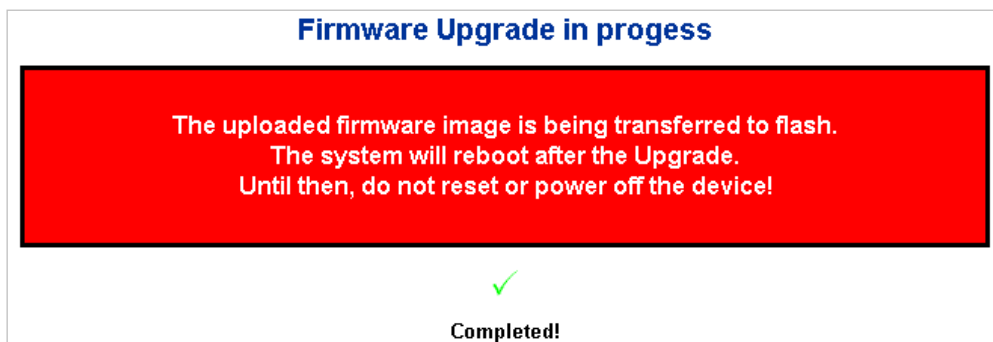 Firmware Upgrade in progess
The uploaded firmware image is being transferred to flash.
The system will reboot after the Upgrade.
Until then, do not reset or power off the device!
Completed!